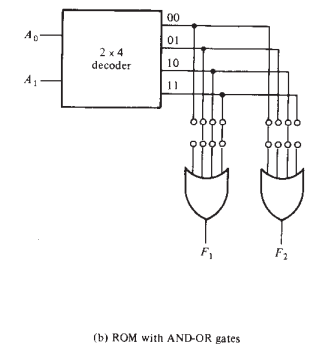 00
A₀
2 x 4
decoder
01
10
A₁
11
F₁
F₂
(b) ROM with AND-OR gates